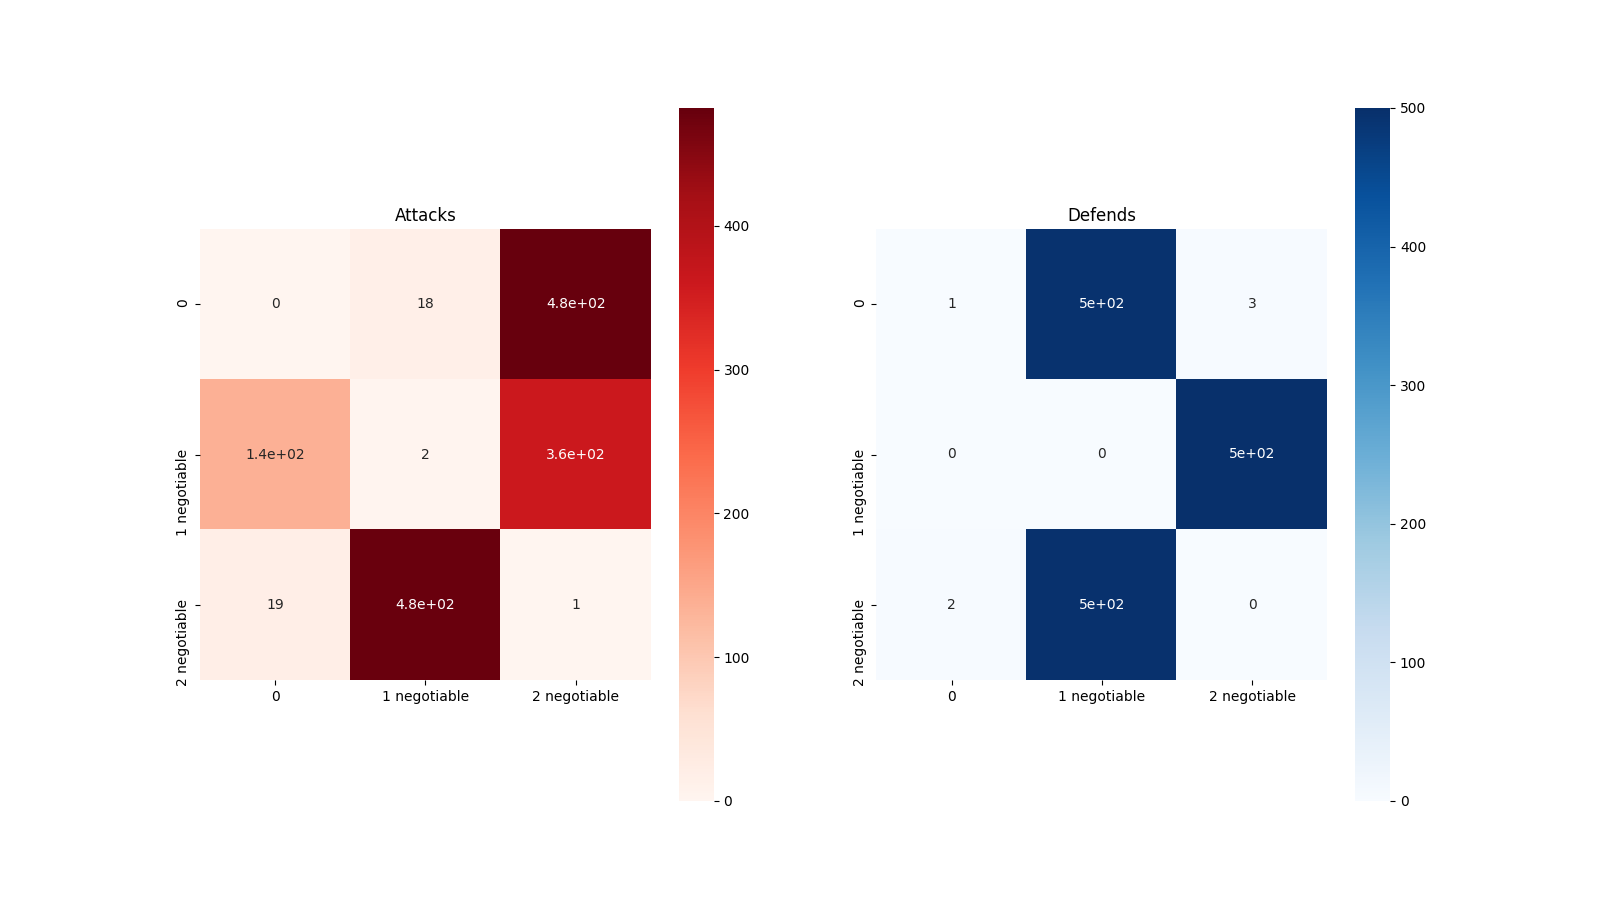 Attacks
0 18 4.8e+02
1.4e+02 2 3.6e+02
19 4.8e+02 1
0
1 negotiable
2 negotiable
0 1 negotiable 2 negotiable
400
300
200
100
0
Defends
1 5e+02 3
0 0 5e+02
2 5e+02 0
0
1 negotiable
2 negotiable
0 1 negotiable 2 negotiable
500
400
300
200
100
0